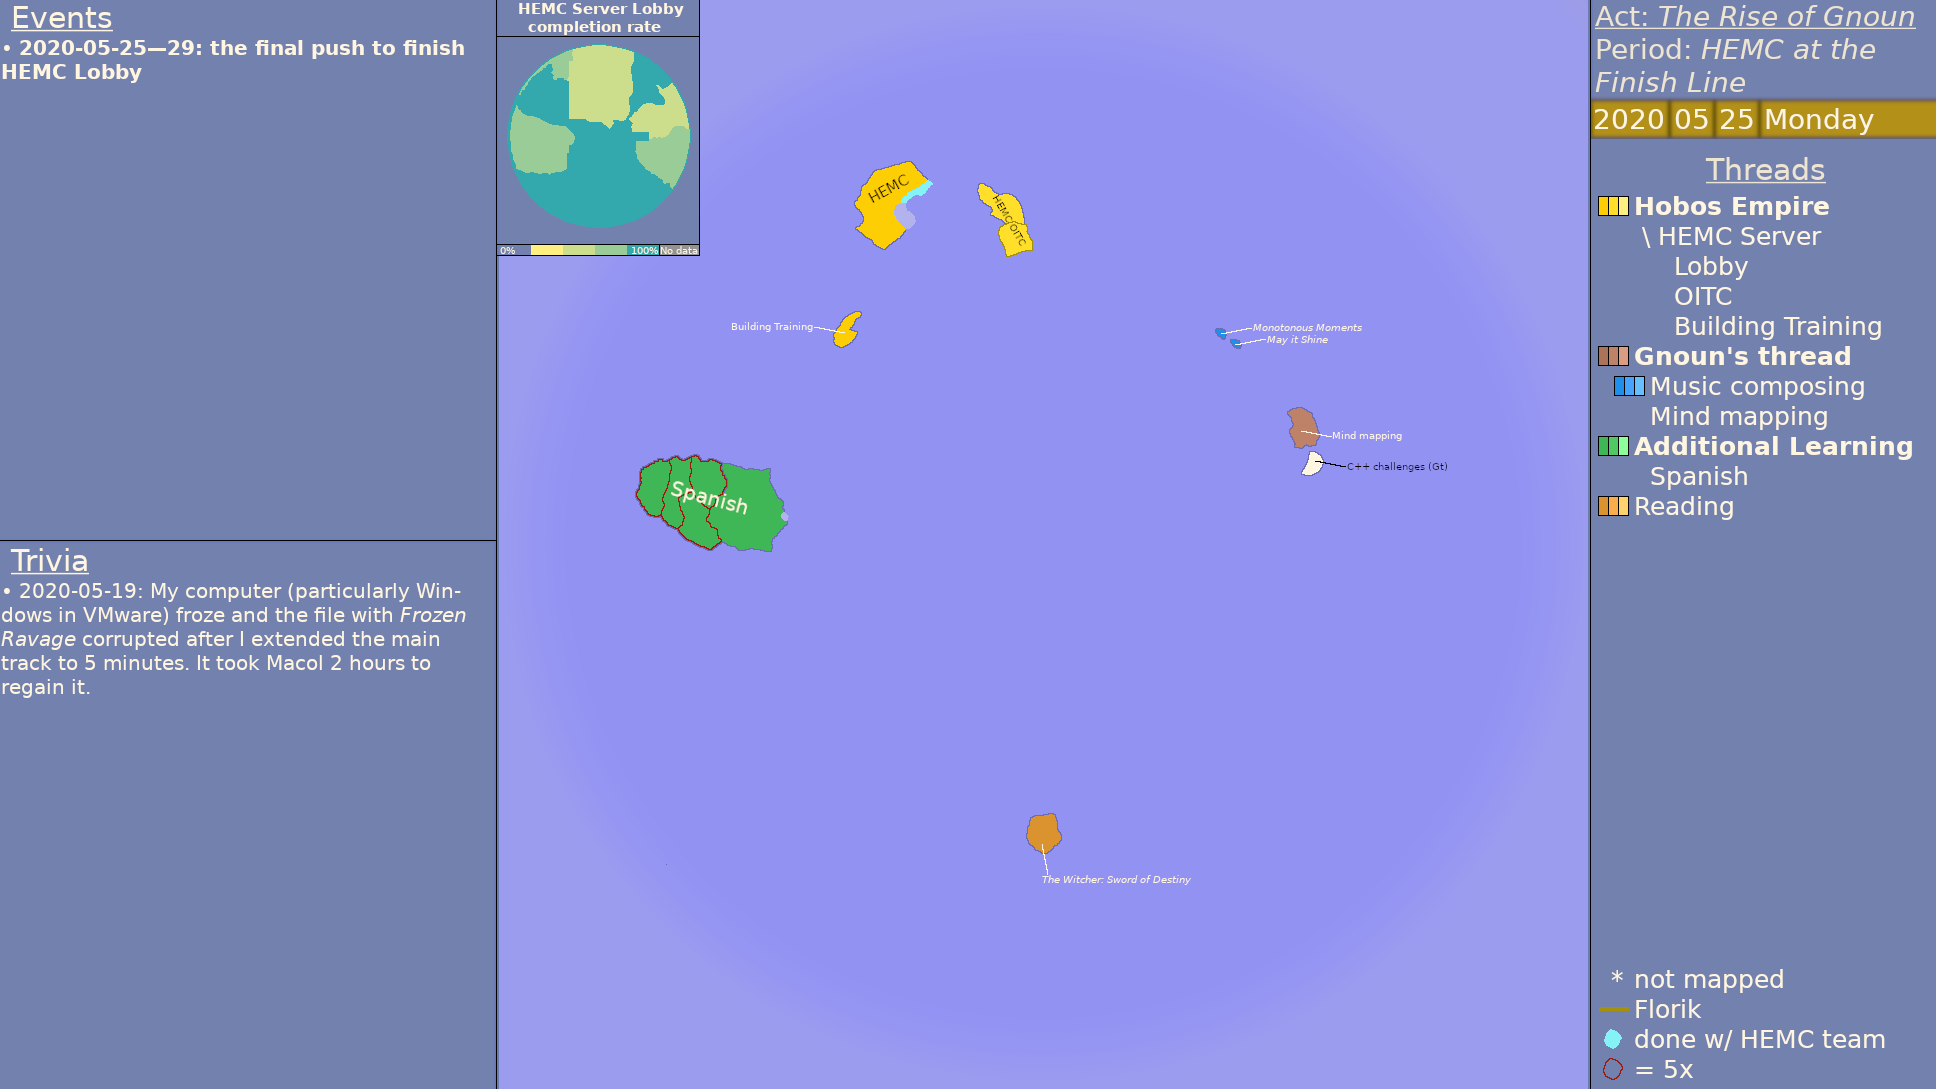 Events
• 2020-05-25—29: the final push to finish
HEMC Lobby
Trivia
• 2020-05-19: My computer (particularly Win-
dows in VMware) froze and the file with Frozen
Ravage corrupted after I extended the main
track to 5 minutes. It took Macol 2 hours to
regain it.
HEMC Server Lobby
completion rate
0% 100% No data
HEMC
HEMC
OITC
Building Training
Monotonous Moments
May it Shine
Mind mapping
C++ challenges (Gt)
Spanish
The Witcher: Sword of Destiny
Act: The Rise of Gnoun
Period: HEMC at the
Finish Line
2020 05 25 Monday
Threads
Hobos Empire
\ HEMC Server
Lobby
OITC
Building Training
Gnoun's thread
Music composing
Mind mapping
Additional Learning
Spanish
Reading
* not mapped
Florik
done w/ HEMC team
= 5x